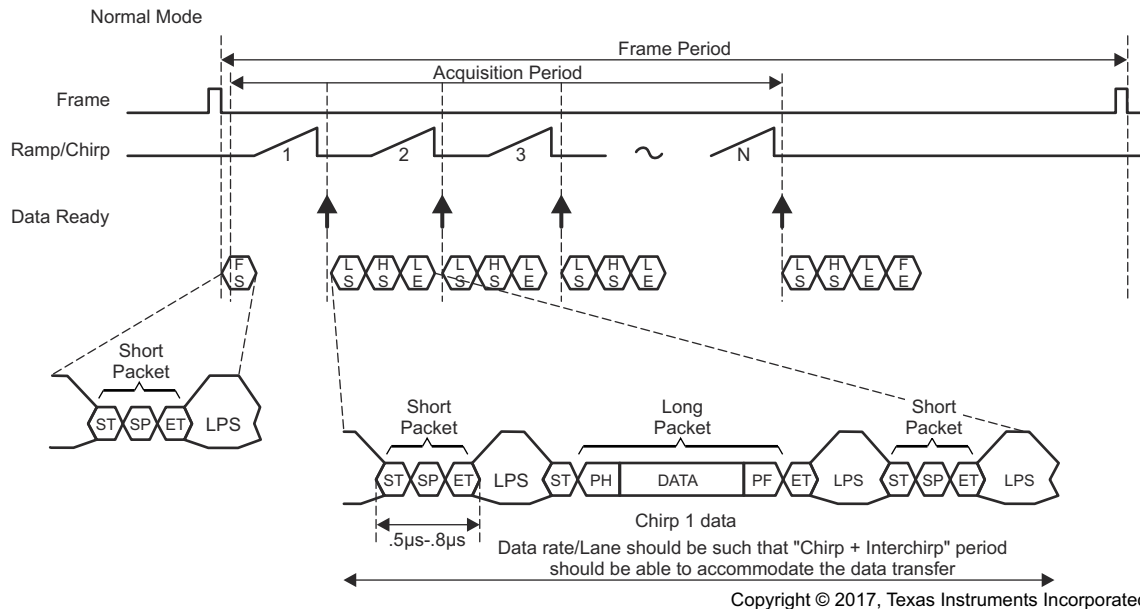 Normal Mode
Frame Period
Acquisition Period
Frame
Ramp/Chirp
1 2 3 ~ N
Data Ready
F S
L S H S L E L S H S L E L S H S L E L S H S L E F E
Short Packet
ST SP ET LPS
Short Packet Long Packet Short Packet
ST SP ET LPS ST PH DATA PF ET LPS ST SP ET LPS
.5µs-.8µs
Chirp 1 data
Data rate/Lane should be such that "Chirp + Interchirp" period
should be able to accommodate the data transfer
Copyright © 2017, Texas Instruments Incorporated